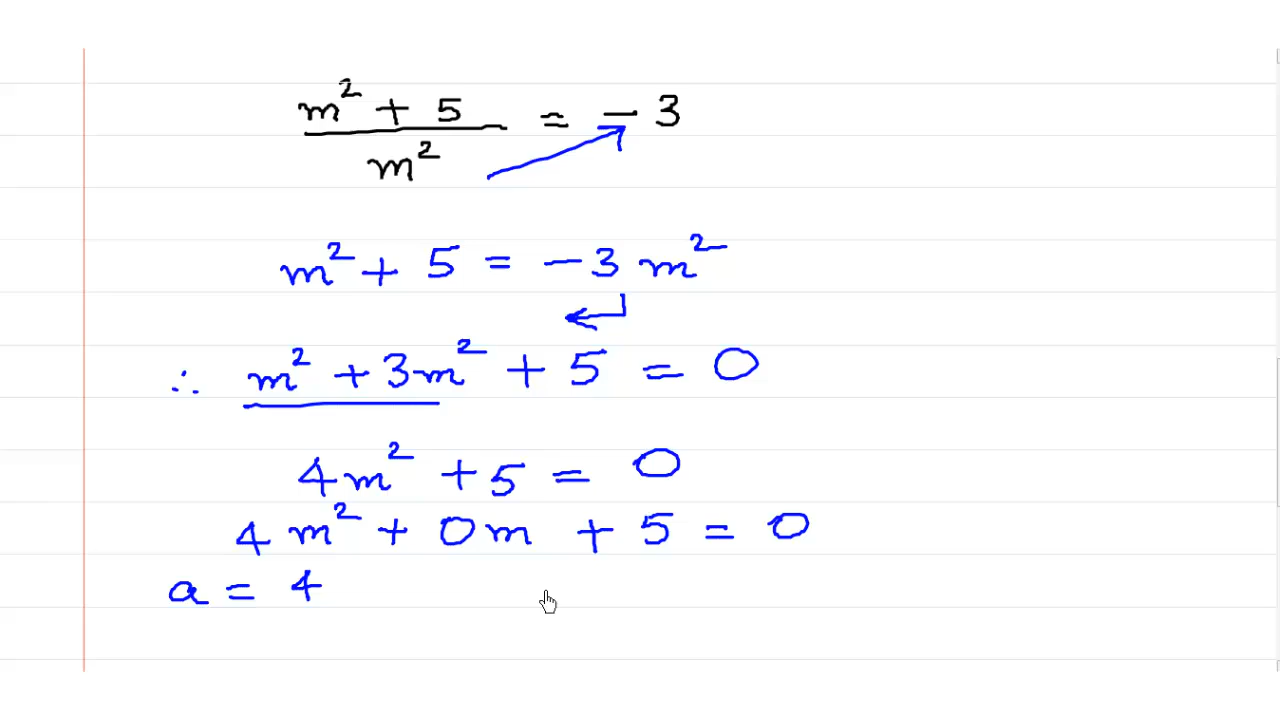 m² + 5 / m² = - 3
m² + 5 = - 3 m²
∴ m² + 3m² + 5 = 0
4m² + 5 = 0
4 m² + 0 m + 5 = 0
a = 4